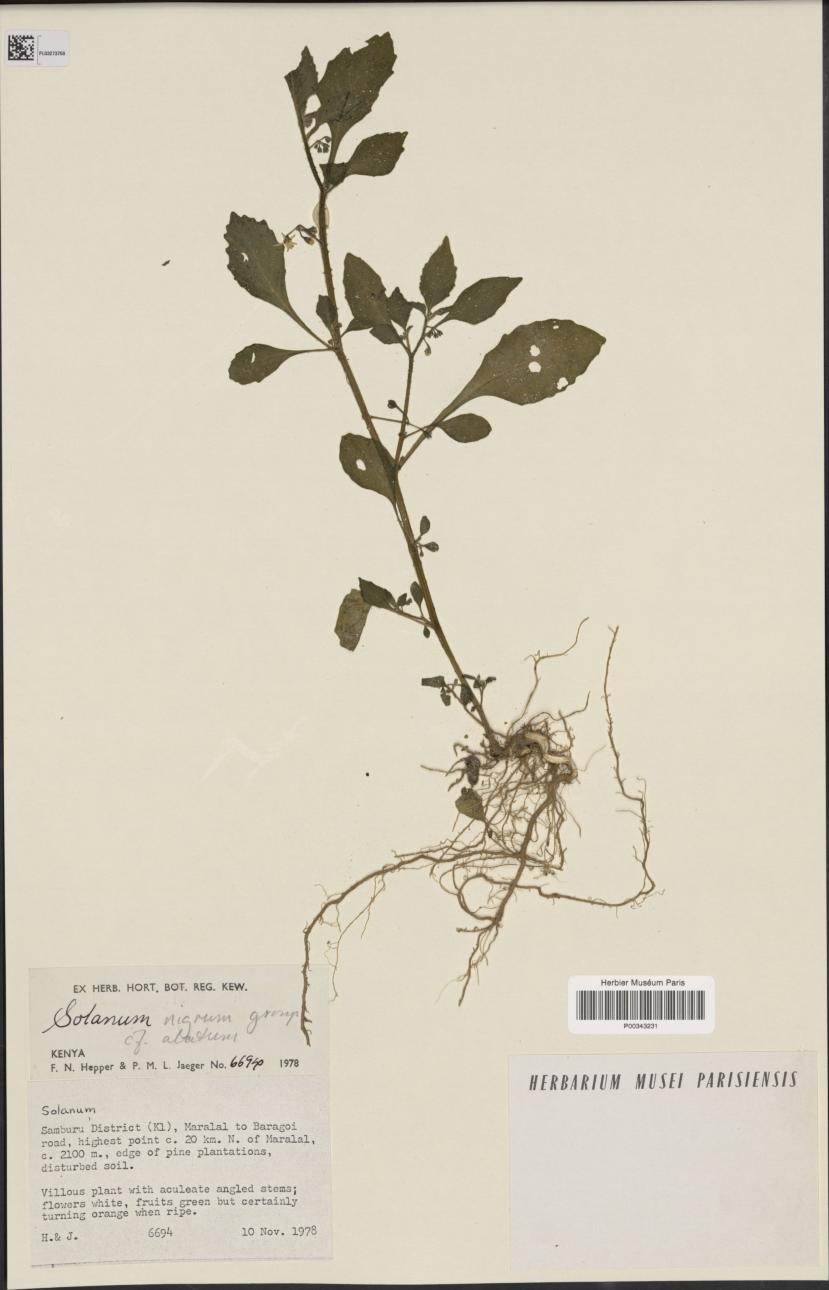 PL03273759
EX HERB. HORT. BOT. REG. KEW.
Solanum nigrum group
cf. alatum
KENYA
F. N. Hepper & P. M. L. Jaeger No. 6694 1978
Solanum
Samburu District (K1), Maralal to Baragoi
road, highest point c. 20 km. N. of Maralal,
c. 2100 m., edge of pine plantations,
disturbed soil.
Villous plant with aculeate angled stems;
flowers white, fruits green but certainly
turning orange when ripe.
H.& J. 6694 10 Nov. 1978
Herbier Muséum Paris
P00343231
HERBARIUM MUSEI PARISIENSIS